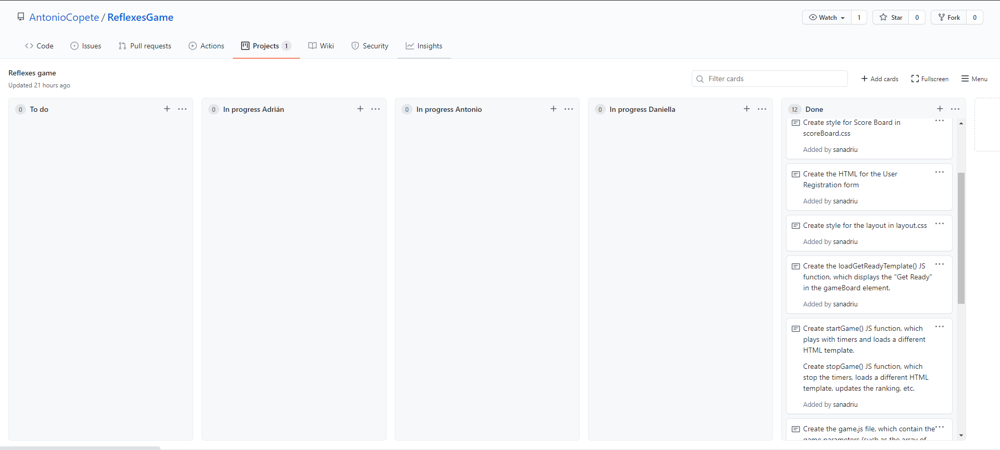 AntonioCopete / ReflexesGame
Watch 1
Star 0
Fork 0
Code
Issues
Pull requests
Actions
Projects 1
Wiki
Security
Insights
Reflexes game
Updated 21 hours ago
Filter cards
Add cards
Fullscreen
Menu
0 To do
0 In progress Adrián
0 In progress Antonio
0 In progress Daniella
12 Done
Create style for Score Board in
scoreBoard.css
Added by sanadriu
Create the HTML for the User
Registration form
Added by sanadriu
Create style for the layout in layout.css
Added by sanadriu
Create the loadGetReadyTemplate() JS
function, which displays the "Get Ready"
in the gameBoard element.
Added by sanadriu
Create startGame() JS function, which
plays with timers and loads a different
HTML template.
Create stopGame() JS function, which
stop the timers, loads a different HTML
template, updates the ranking, etc.
Added by sanadriu
Create the game.js file, which contain the
game parameters (such as the array of